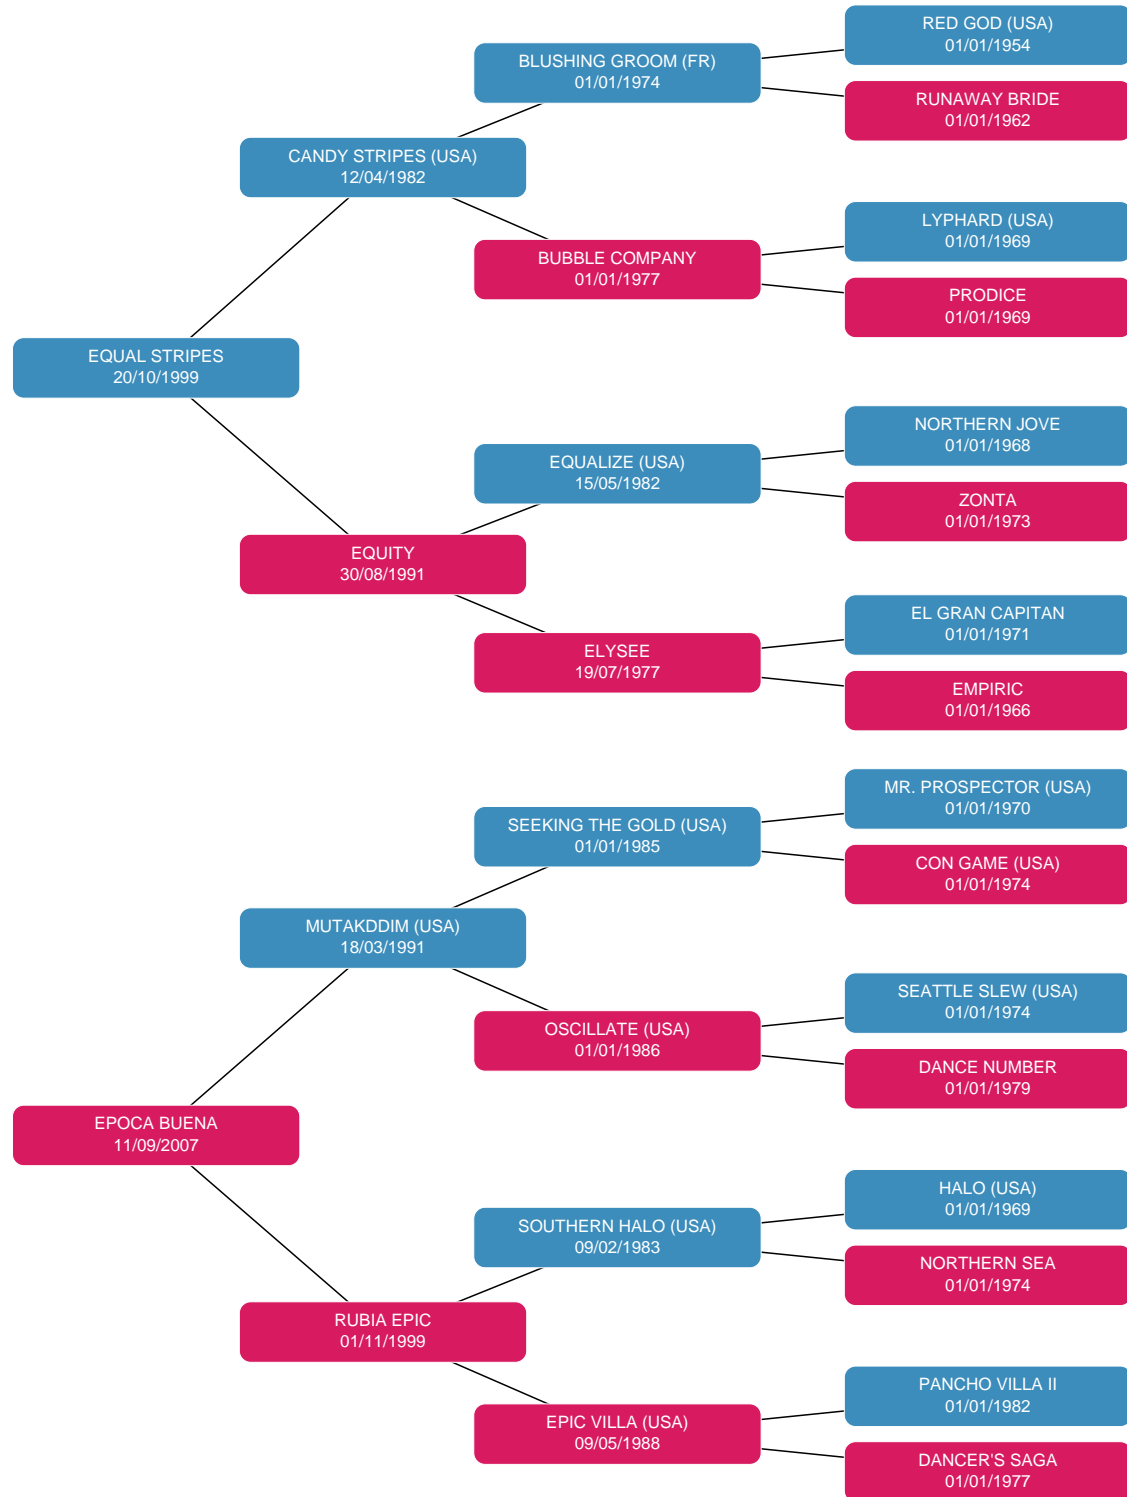 RED GOD (USA)
01/01/1954
BLUSHING GROOM (FR)
01/01/1974
RUNAWAY BRIDE
01/01/1962
CANDY STRIPES (USA)
12/04/1982
LYPHARD (USA)
01/01/1969
BUBBLE COMPANY
01/01/1977
PRODICE
01/01/1969
EQUAL STRIPES
20/10/1999
NORTHERN JOVE
01/01/1968
EQUALIZE (USA)
15/05/1982
ZONTA
01/01/1973
EQUITY
30/08/1991
EL GRAN CAPITAN
01/01/1971
ELYSEE
19/07/1977
EMPIRIC
01/01/1966
MR. PROSPECTOR (USA)
01/01/1970
SEEKING THE GOLD (USA)
01/01/1985
CON GAME (USA)
01/01/1974
MUTAKDDIM (USA)
18/03/1991
SEATTLE SLEW (USA)
01/01/1974
OSCILLATE (USA)
01/01/1986
DANCE NUMBER
01/01/1979
EPOCA BUENA
11/09/2007
HALO (USA)
01/01/1969
SOUTHERN HALO (USA)
09/02/1983
NORTHERN SEA
01/01/1974
RUBIA EPIC
01/11/1999
PANCHO VILLA II
01/01/1982
EPIC VILLA (USA)
09/05/1988
DANCER'S SAGA
01/01/1977